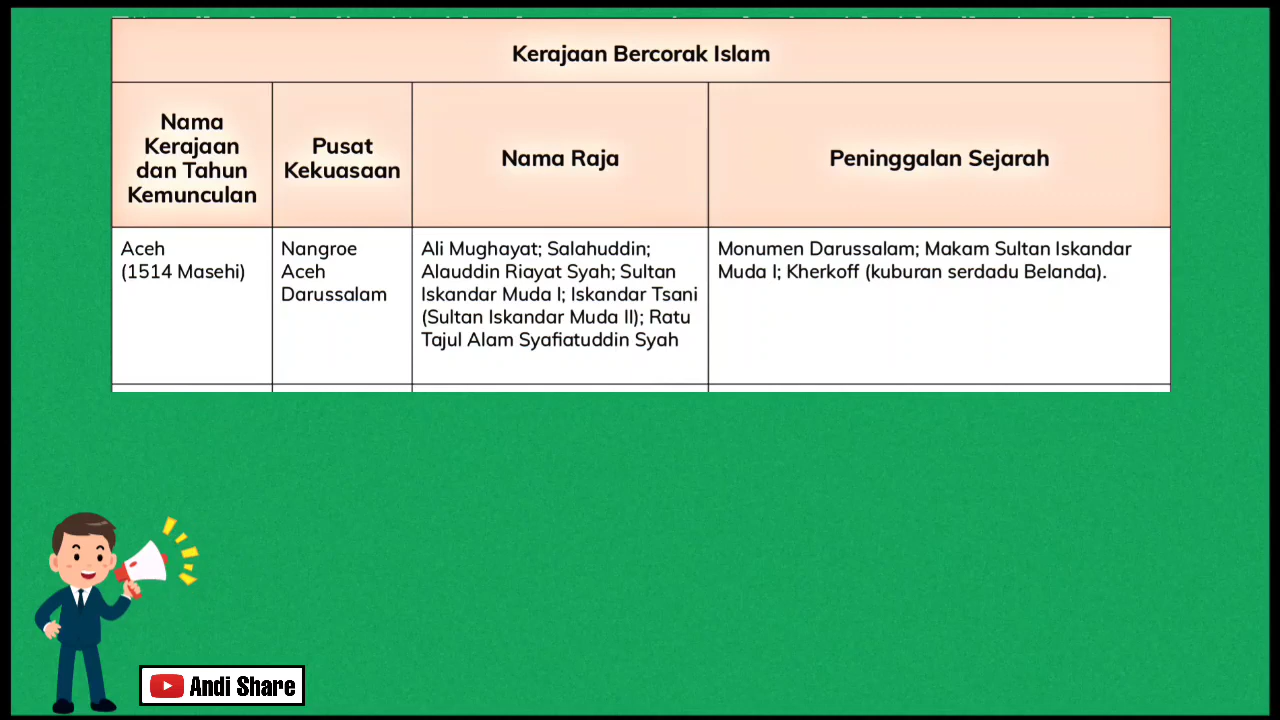 Kerajaan Bercorak Islam
Nama
Kerajaan
dan Tahun
Kemunculan
Pusat
Kekuasaan
Nama Raja
Peninggalan Sejarah
Aceh
(1514 Masehi)
Nangroe
Aceh
Darussalam
Ali Mughayat; Salahuddin;
Alauddin Riayat Syah; Sultan
Iskandar Muda I; Iskandar Tsani
(Sultan Iskandar Muda II); Ratu
Tajul Alam Syafiatuddin Syah
Monumen Darussalam; Makam Sultan Iskandar
Muda I; Kherkoff (kuburan serdadu Belanda).
Andi Share